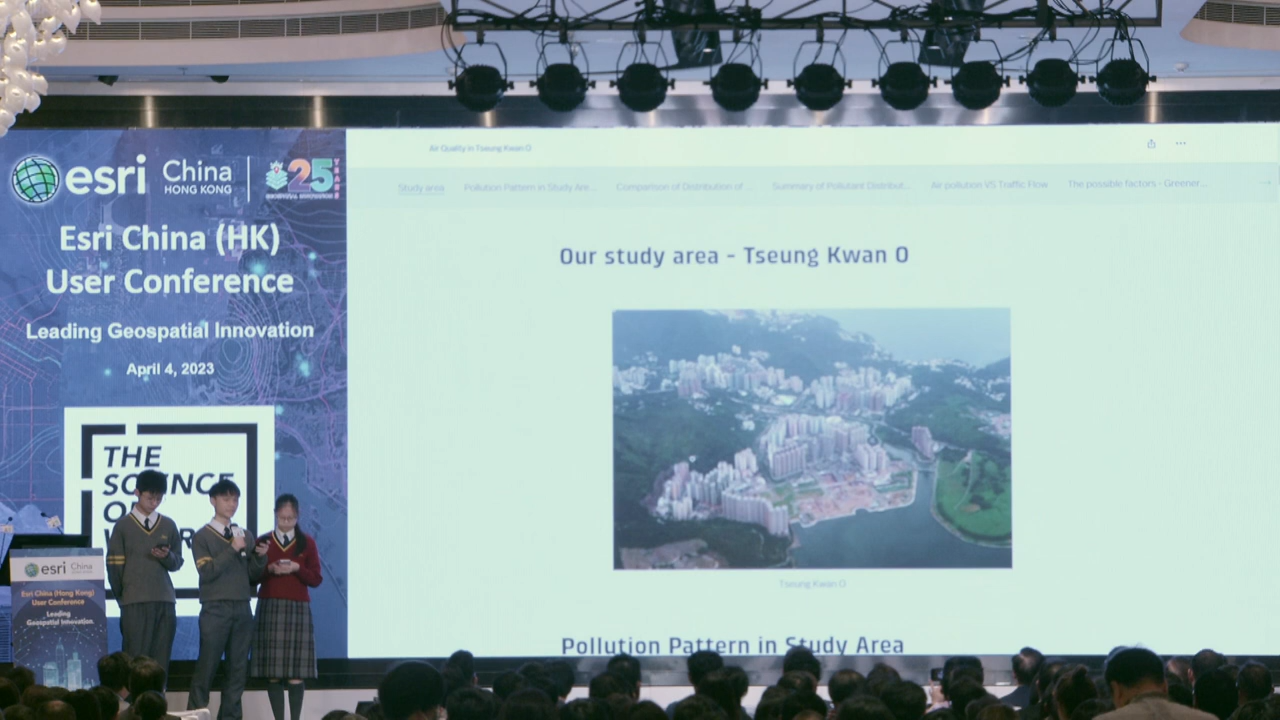 esri China
HONG KONG
25
YEARS
Esri China (HK)
User Conference
Leading Geospatial Innovation
April 4, 2023
THE
SCIENCE
OF
Air Quality in Tseung Kwan O
Study area
Pollution Pattern in Study Are...
Comparison of Distribution of ...
Summary of Pollutant Distribut...
Air pollution VS Traffic Flow
The possible factors - Greener...
Our study area - Tseung Kwan O
Tseung Kwan O
Pollution Pattern in Study Area
esri China
Esri China (Hong Kong)
User Conference
Leading
Geospatial Innovation.